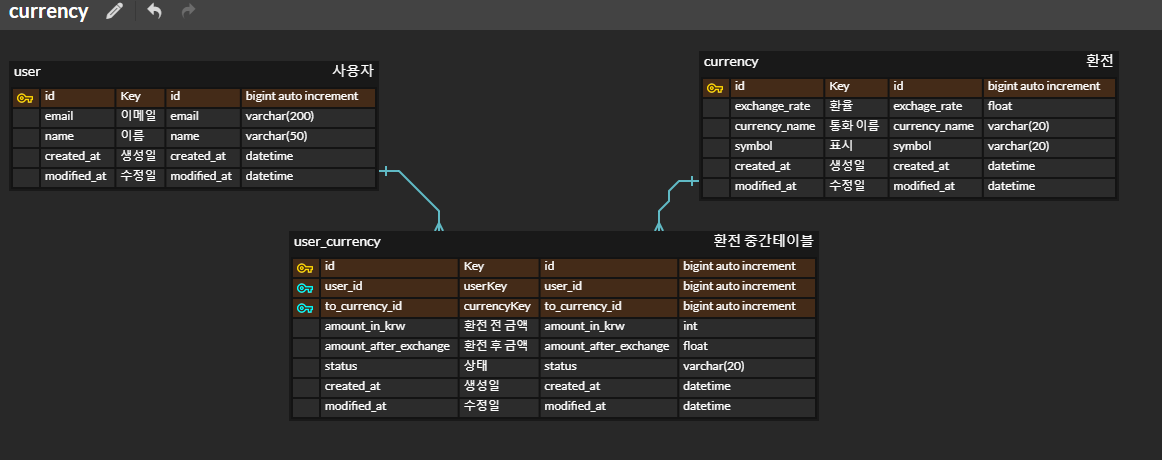 currency
user 사용자
id Key id bigint auto increment
email 이메일 email varchar(200)
name 이름 name varchar(50)
created_at 생성일 created_at datetime
modified_at 수정일 modified_at datetime
currency 환전
id Key id bigint auto increment
exchange_rate 환율 exchage_rate float
currency_name 통화 이름 currency_name varchar(20)
symbol 표시 symbol varchar(20)
created_at 생성일 created_at datetime
modified_at 수정일 modified_at datetime
user_currency 환전 중간테이블
id Key id bigint auto increment
user_id userKey user_id bigint auto increment
to_currency_id currencyKey to_currency_id bigint auto increment
amount_in_krw 환전 전 금액 amount_in_krw int
amount_after_exchange 환전 후 금액 amount_after_exchange float
status 상태 status varchar(20)
created_at 생성일 created_at datetime
modified_at 수정일 modified_at datetime